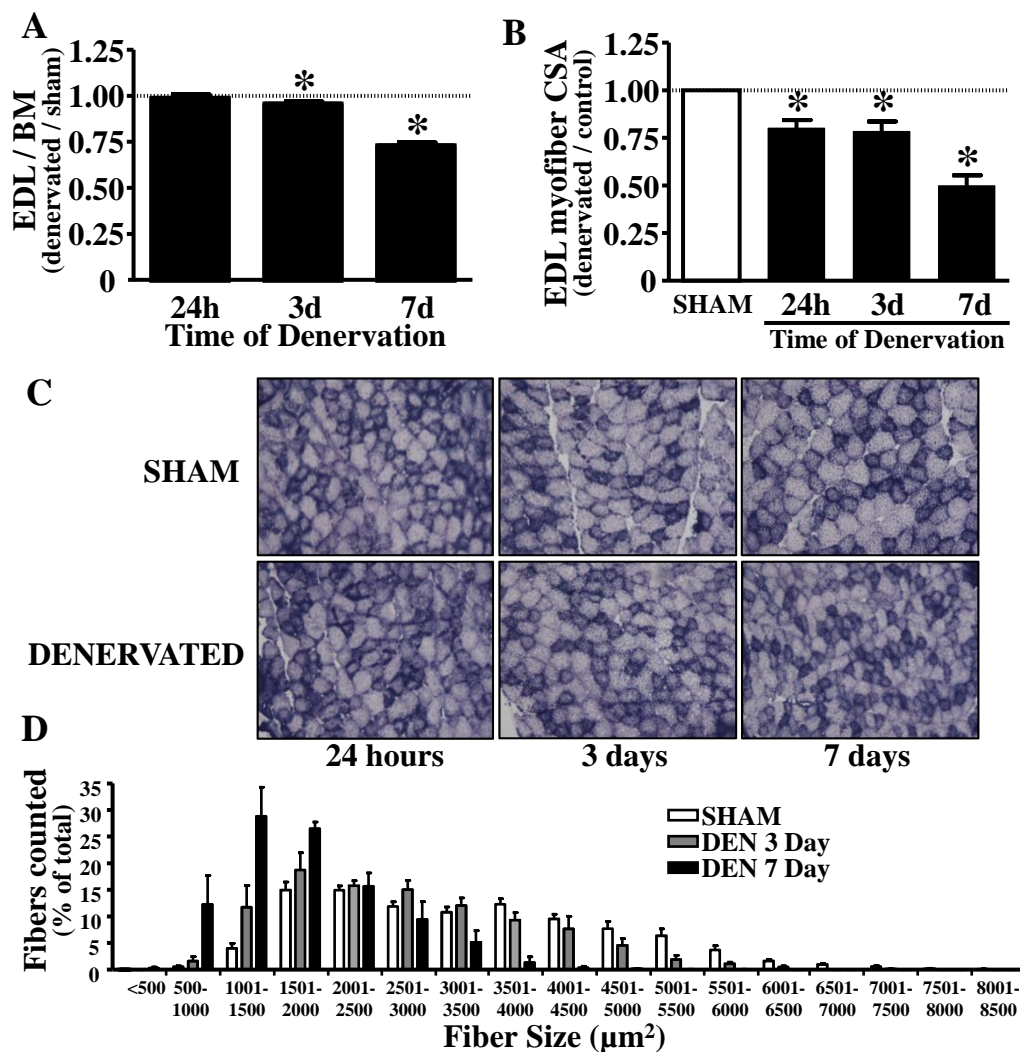 A
EDL / BM
(denervated / sham)
1.25
1.00
0.75
0.50
0.25
0
*
*
24h 3d 7d
Time of Denervation
B
EDL myofiber CSA
(denervated / control)
1.25
1.00
0.75
0.50
0.25
0
*
*
*
SHAM 24h 3d 7d
Time of Denervation
C
SHAM
DENERVATED
24 hours 3 days 7 days
D
Fibers counted
(% of total)
35
30
25
20
15
10
5
0
SHAM
DEN 3 Day
DEN 7 Day
<500 500- 1001- 1501- 2001- 2501- 3001- 3501- 4001- 4501- 5001- 5501- 6001- 6501- 7001- 7501- 8001-
1000 1500 2000 2500 3000 3500 4000 4500 5000 5500 6000 6500 7000 7500 8000 8500
Fiber Size (µm²)